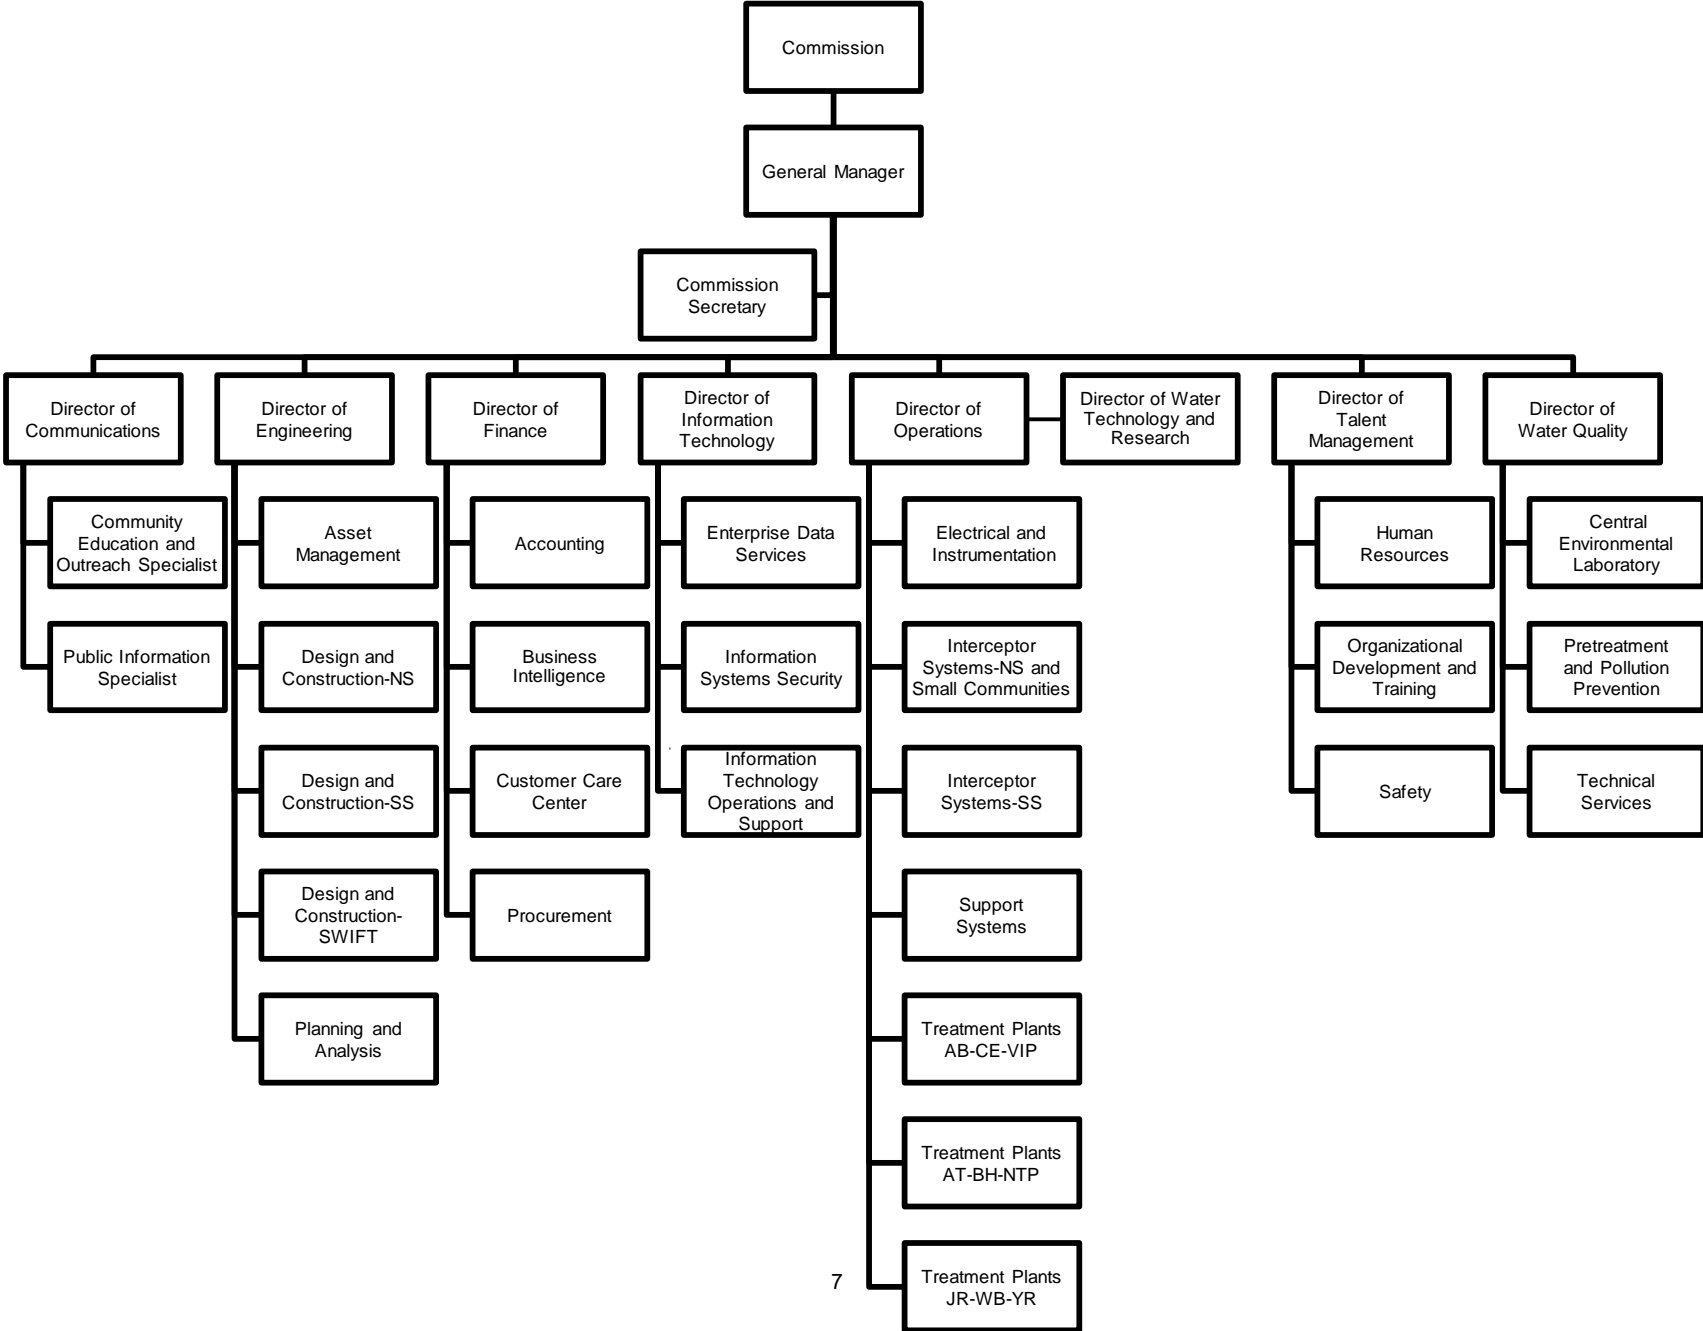 Commission
General Manager
Commission
Secretary
Director of
Communications
Director of
Engineering
Director of
Finance
Director of
Information
Technology
Director of
Operations
Director of Water
Technology and
Research
Director of
Talent
Management
Director of
Water Quality
Community
Education and
Outreach Specialist
Public Information
Specialist
Asset
Management
Design and
Construction-NS
Design and
Construction-SS
Design and
Construction-
SWIFT
Planning and
Analysis
Accounting
Business
Intelligence
Customer Care
Center
Procurement
Enterprise Data
Services
Information
Systems Security
Information
Technology
Operations and
Support
Electrical and
Instrumentation
Interceptor
Systems-NS and
Small Communities
Interceptor
Systems-SS
Support
Systems
Treatment Plants
AB-CE-VIP
Treatment Plants
AT-BH-NTP
Treatment Plants
JR-WB-YR
Human
Resources
Organizational
Development and
Training
Safety
Central
Environmental
Laboratory
Pretreatment
and Pollution
Prevention
Technical
Services
7